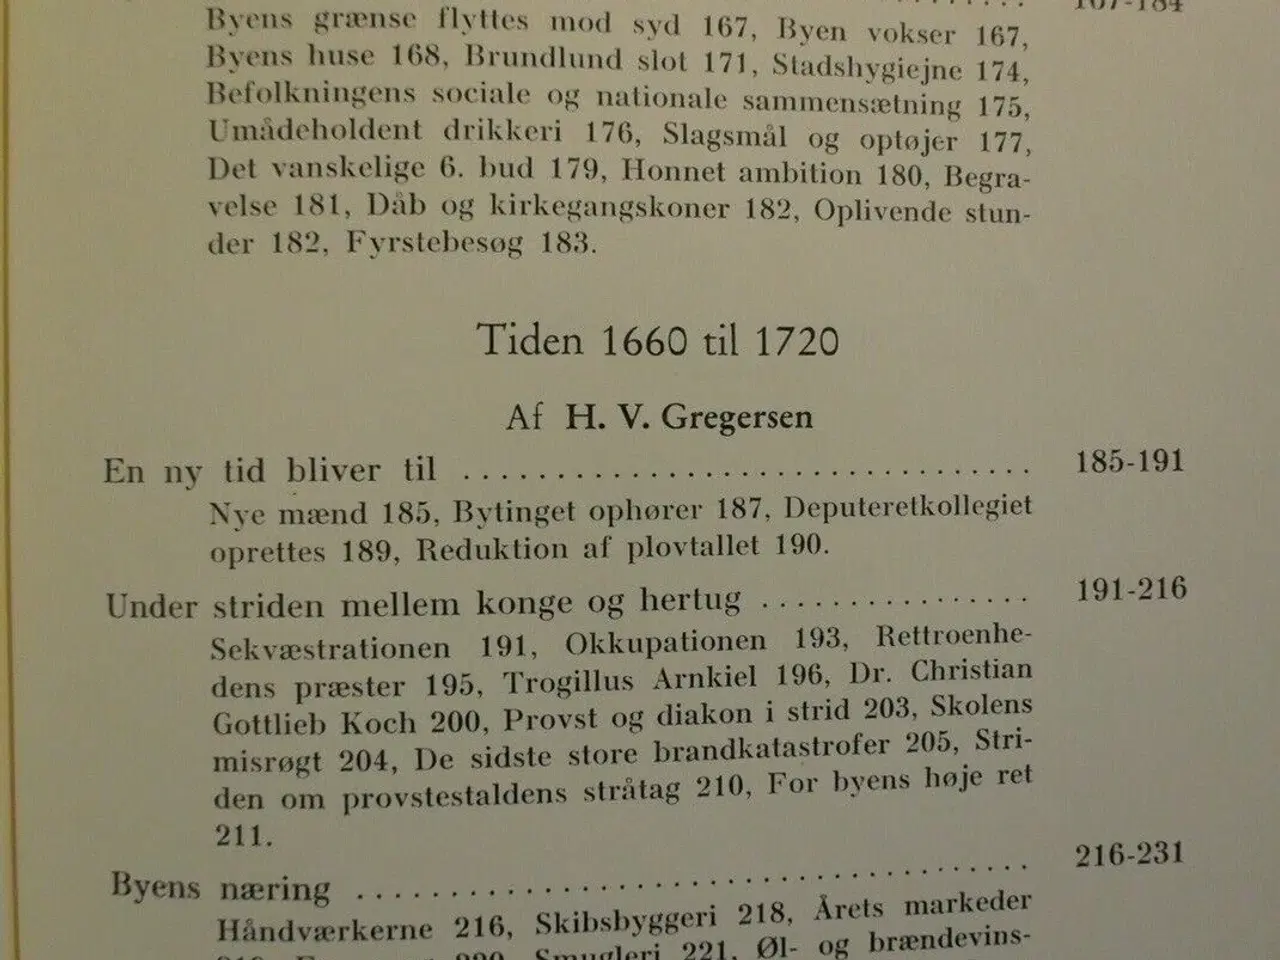 167-184
Byens grænse flyttes mod syd 167, Byen vokser 167,
Byens huse 168, Brundlund slot 171, Stadshygiejne 174,
Befolkningens sociale og nationale sammensætning 175,
Umådeholdent drikkeri 176, Slagsmål og optøjer 177,
Det vanskelige 6. bud 179, Honnet ambition 180, Begra-
velse 181, Dåb og kirkegangskoner 182, Oplivende stun-
der 182, Fyrstebesøg 183.
Tiden 1660 til 1720
Af H. V. Gregersen
En ny tid bliver til ................................ 185-191
Nye mænd 185, Bytinget ophører 187, Deputeretkollegiet
oprettes 189, Reduktion af plovtallet 190.
Under striden mellem konge og hertug ................ 191-216
Sekvæstrationen 191, Okkupationen 193, Rettroenhe-
dens præster 195, Trogillus Arnkiel 196, Dr. Christian
Gottlieb Koch 200, Provst og diakon i strid 203, Skolens
misrøgt 204, De sidste store brandkatastrofer 205, Stri-
den om provstestaldens stråtag 210, For byens høje ret
211.
Byens næring ...................................... 216-231
Håndværkerne 216, Skibsbyggeri 218, Årets markeder
220, Smugleri 221, Øl- og brændevins-